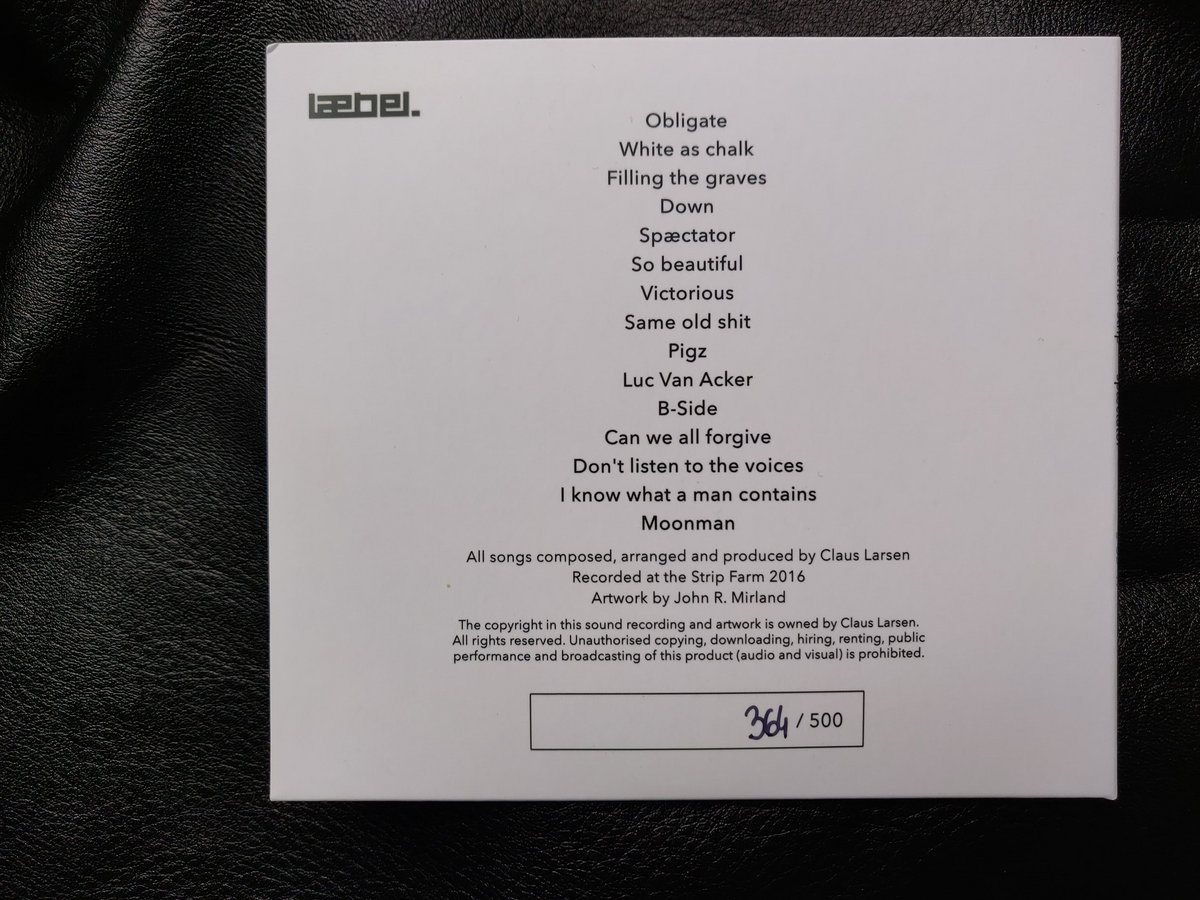 læbel.
Obligate
White as chalk
Filling the graves
Down
Spæctator
So beautiful
Victorious
Same old shit
Pigz
Luc Van Acker
B-Side
Can we all forgive
Don't listen to the voices
I know what a man contains
Moonman
All songs composed, arranged and produced by Claus Larsen
Recorded at the Strip Farm 2016
Artwork by John R. Mirland
The copyright in this sound recording and artwork is owned by Claus Larsen.
All rights reserved. Unauthorised copying, downloading, hiring, renting, public
performance and broadcasting of this product (audio and visual) is prohibited.
364 / 500